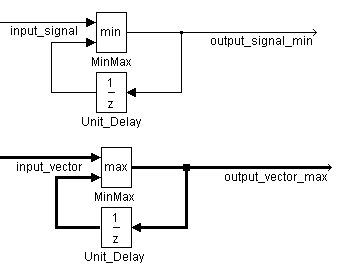 input_signal
min
output_signal_min
MinMax
1
z
Unit_Delay
input_vector
max
output_vector_max
MinMax
1
z
Unit_Delay